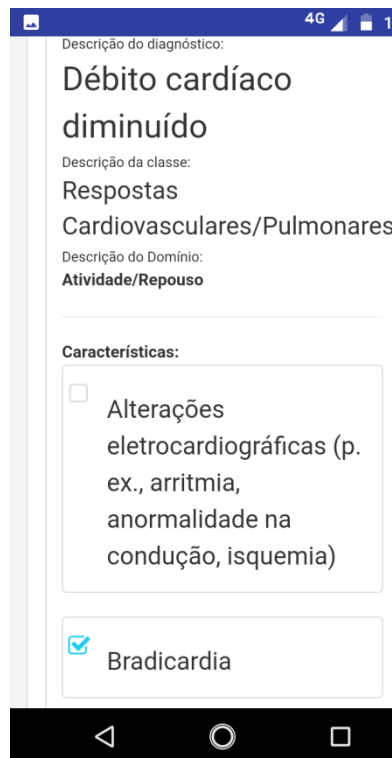 4G 1
Descrição do diagnóstico:
Débito cardíaco
diminuído
Descrição da classe:
Respostas
Cardiovasculares/Pulmonares
Descrição do Domínio:
Atividade/Repouso
Características:
Alterações
eletrocardiográficas (p.
ex., arritmia,
anormalidade na
condução, isquemia)
Bradicardia